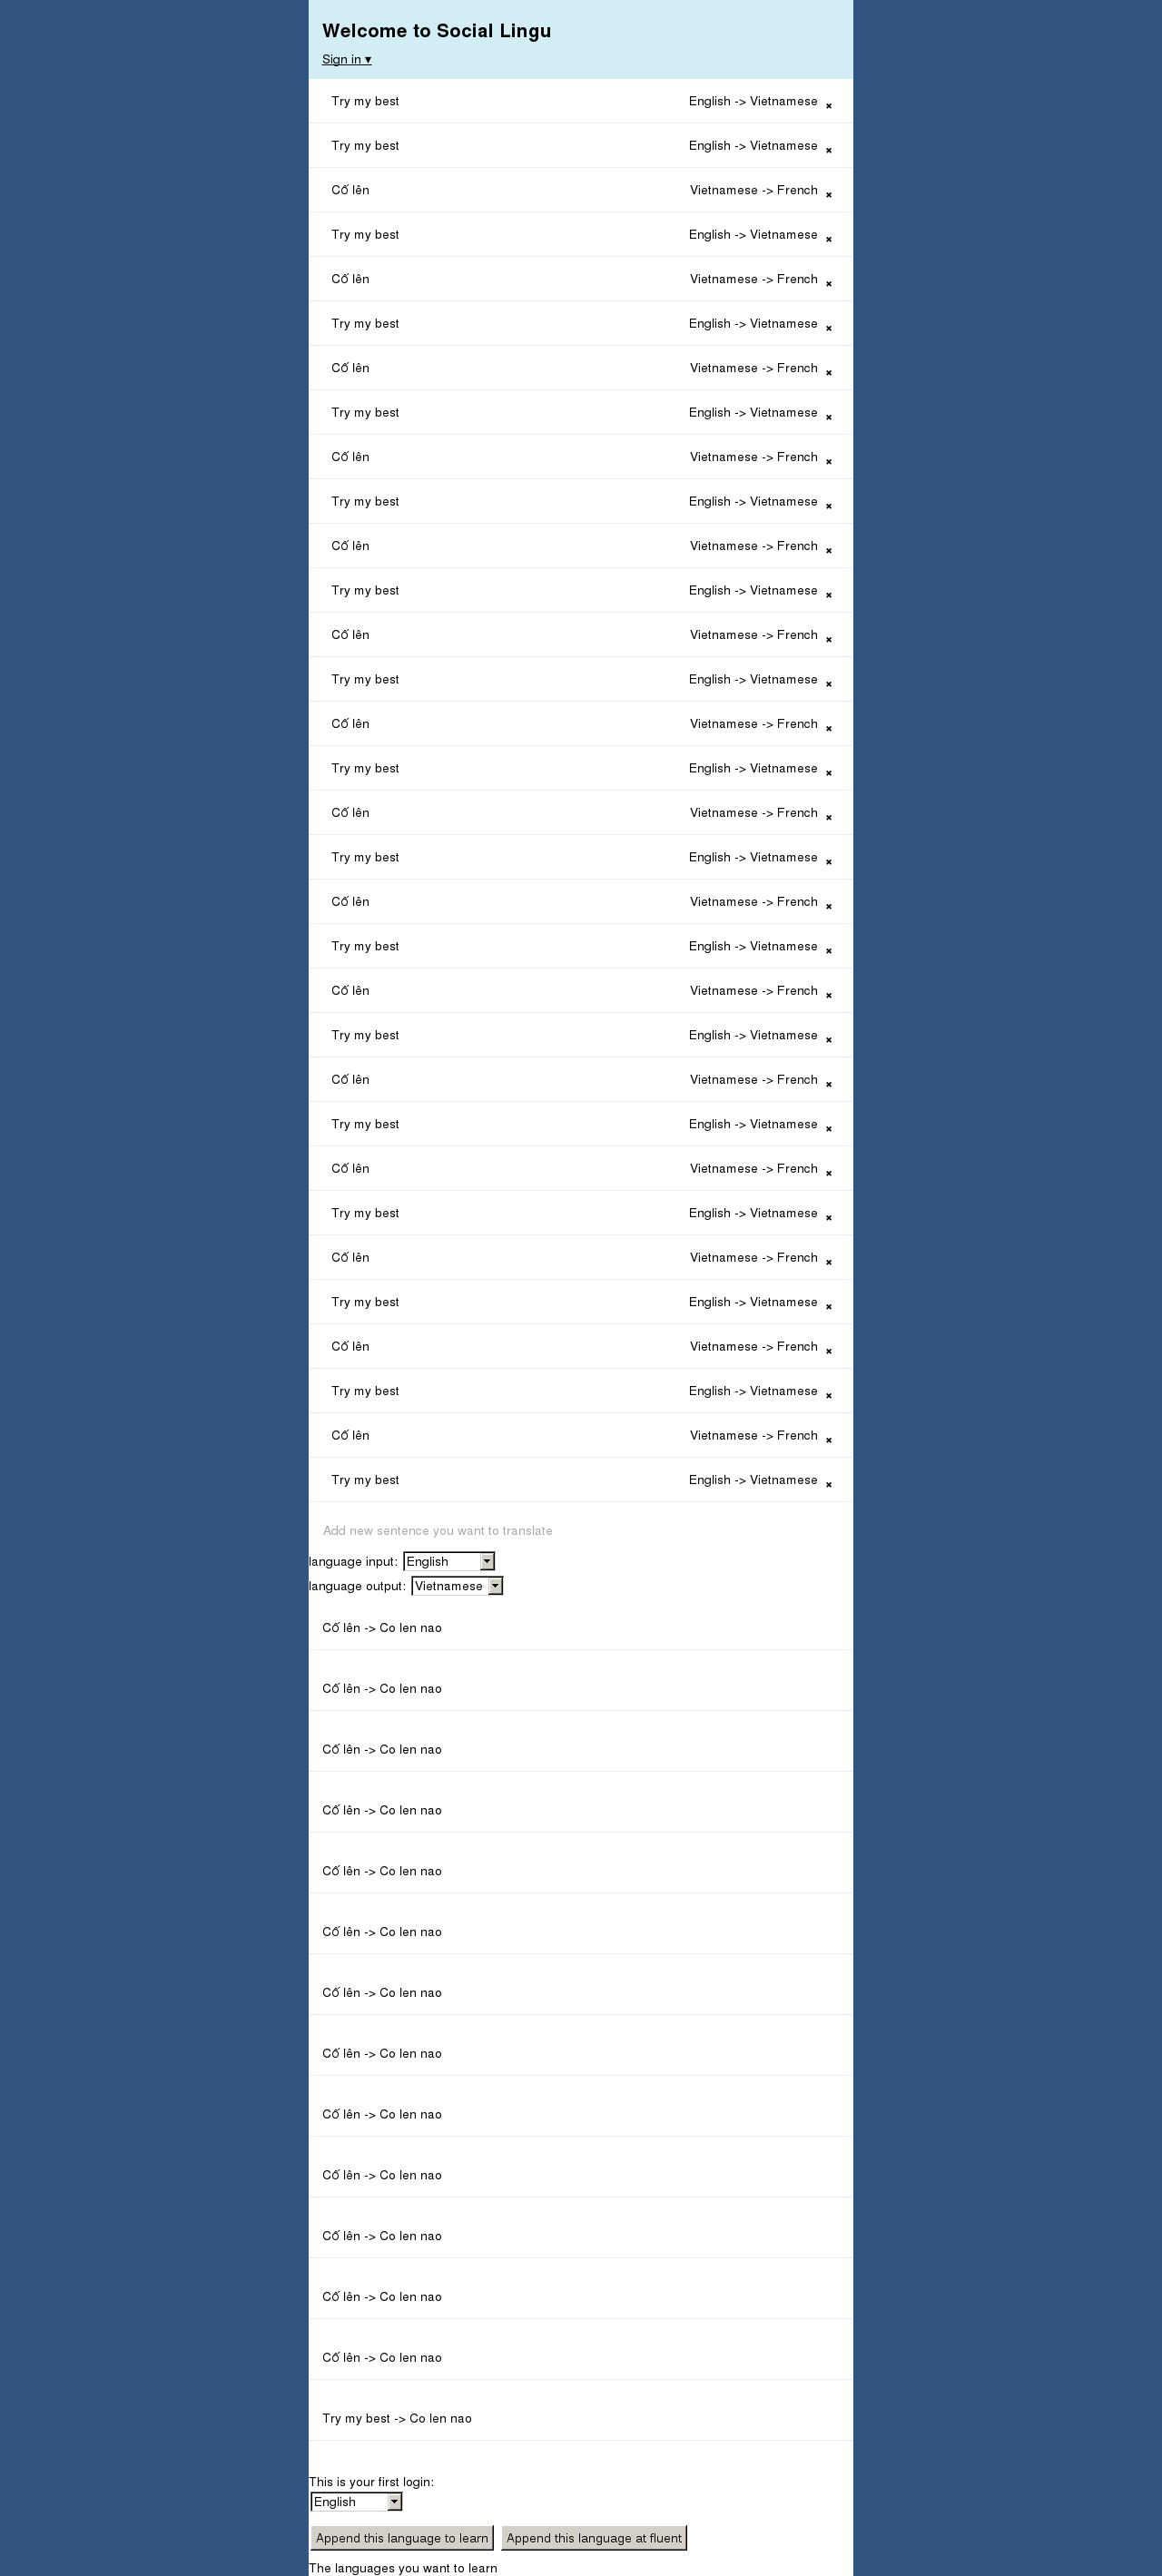 Welcome to Social Lingu
Sign in ▾
Try my best English -> Vietnamese ×
Try my best English -> Vietnamese ×
Cố lên Vietnamese -> French ×
Try my best English -> Vietnamese ×
Cố lên Vietnamese -> French ×
Try my best English -> Vietnamese ×
Cố lên Vietnamese -> French ×
Try my best English -> Vietnamese ×
Cố lên Vietnamese -> French ×
Try my best English -> Vietnamese ×
Cố lên Vietnamese -> French ×
Try my best English -> Vietnamese ×
Cố lên Vietnamese -> French ×
Try my best English -> Vietnamese ×
Cố lên Vietnamese -> French ×
Try my best English -> Vietnamese ×
Cố lên Vietnamese -> French ×
Try my best English -> Vietnamese ×
Cố lên Vietnamese -> French ×
Try my best English -> Vietnamese ×
Cố lên Vietnamese -> French ×
Try my best English -> Vietnamese ×
Cố lên Vietnamese -> French ×
Try my best English -> Vietnamese ×
Cố lên Vietnamese -> French ×
Try my best English -> Vietnamese ×
Cố lên Vietnamese -> French ×
Try my best English -> Vietnamese ×
Cố lên Vietnamese -> French ×
Try my best English -> Vietnamese ×
Cố lên Vietnamese -> French ×
Try my best English -> Vietnamese ×
Add new sentence you want to translate
language input: English
language output: Vietnamese
Cố lên -> Co len nao
Cố lên -> Co len nao
Cố lên -> Co len nao
Cố lên -> Co len nao
Cố lên -> Co len nao
Cố lên -> Co len nao
Cố lên -> Co len nao
Cố lên -> Co len nao
Cố lên -> Co len nao
Cố lên -> Co len nao
Cố lên -> Co len nao
Cố lên -> Co len nao
Cố lên -> Co len nao
Try my best -> Co len nao
This is your first login:
English
Append this language to learn Append this language at fluent
The languages you want to learn